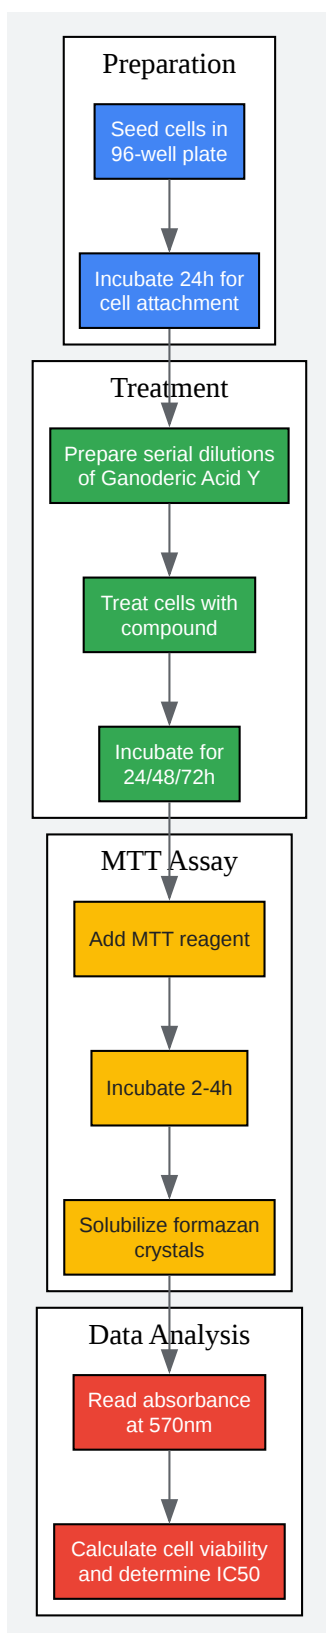 Preparation
Seed cells in
96-well plate
Incubate 24h for
cell attachment
Treatment
Prepare serial dilutions
of Ganoderic Acid Y
Treat cells with
compound
Incubate for
24/48/72h
MTT Assay
Add MTT reagent
Incubate 2-4h
Solubilize formazan
crystals
Data Analysis
Read absorbance
at 570nm
Calculate cell viability
and determine IC50